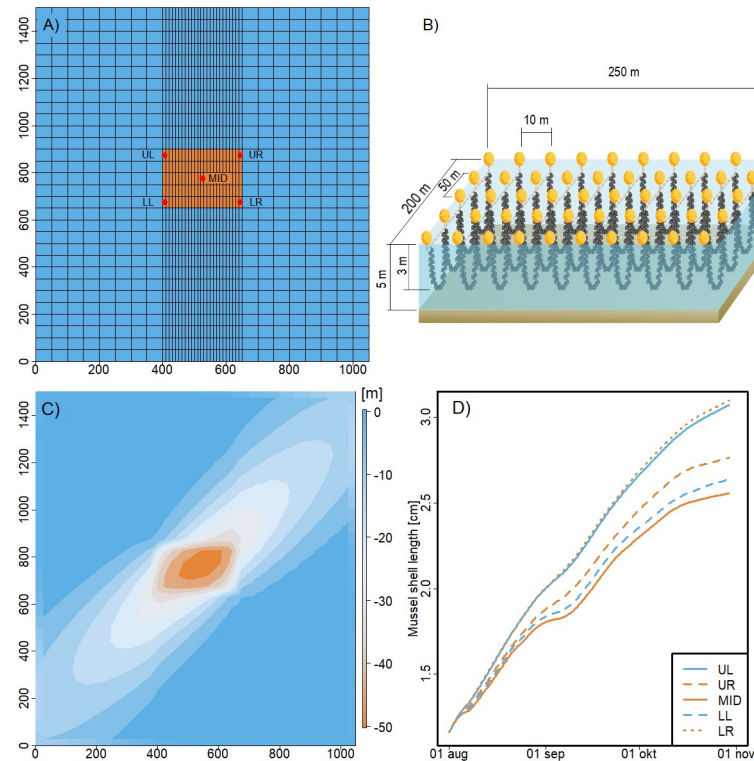 A)
1400
1200
1000
800
600
400
200
0
UL
UR
MID
LL
LR
0
200
400
600
800
1000
B)
250 m
10 m
50 m
200 m
3 m
5 m
C)
[m]
1400
1200
1000
800
600
400
200
0
0
200
400
600
800
1000
0
-10
-20
-30
-40
-50
D)
Mussel shell length [cm]
3.0
2.5
2.0
1.5
UL
UR
MID
LL
LR
01 aug
01 sep
01 okt
01 nov